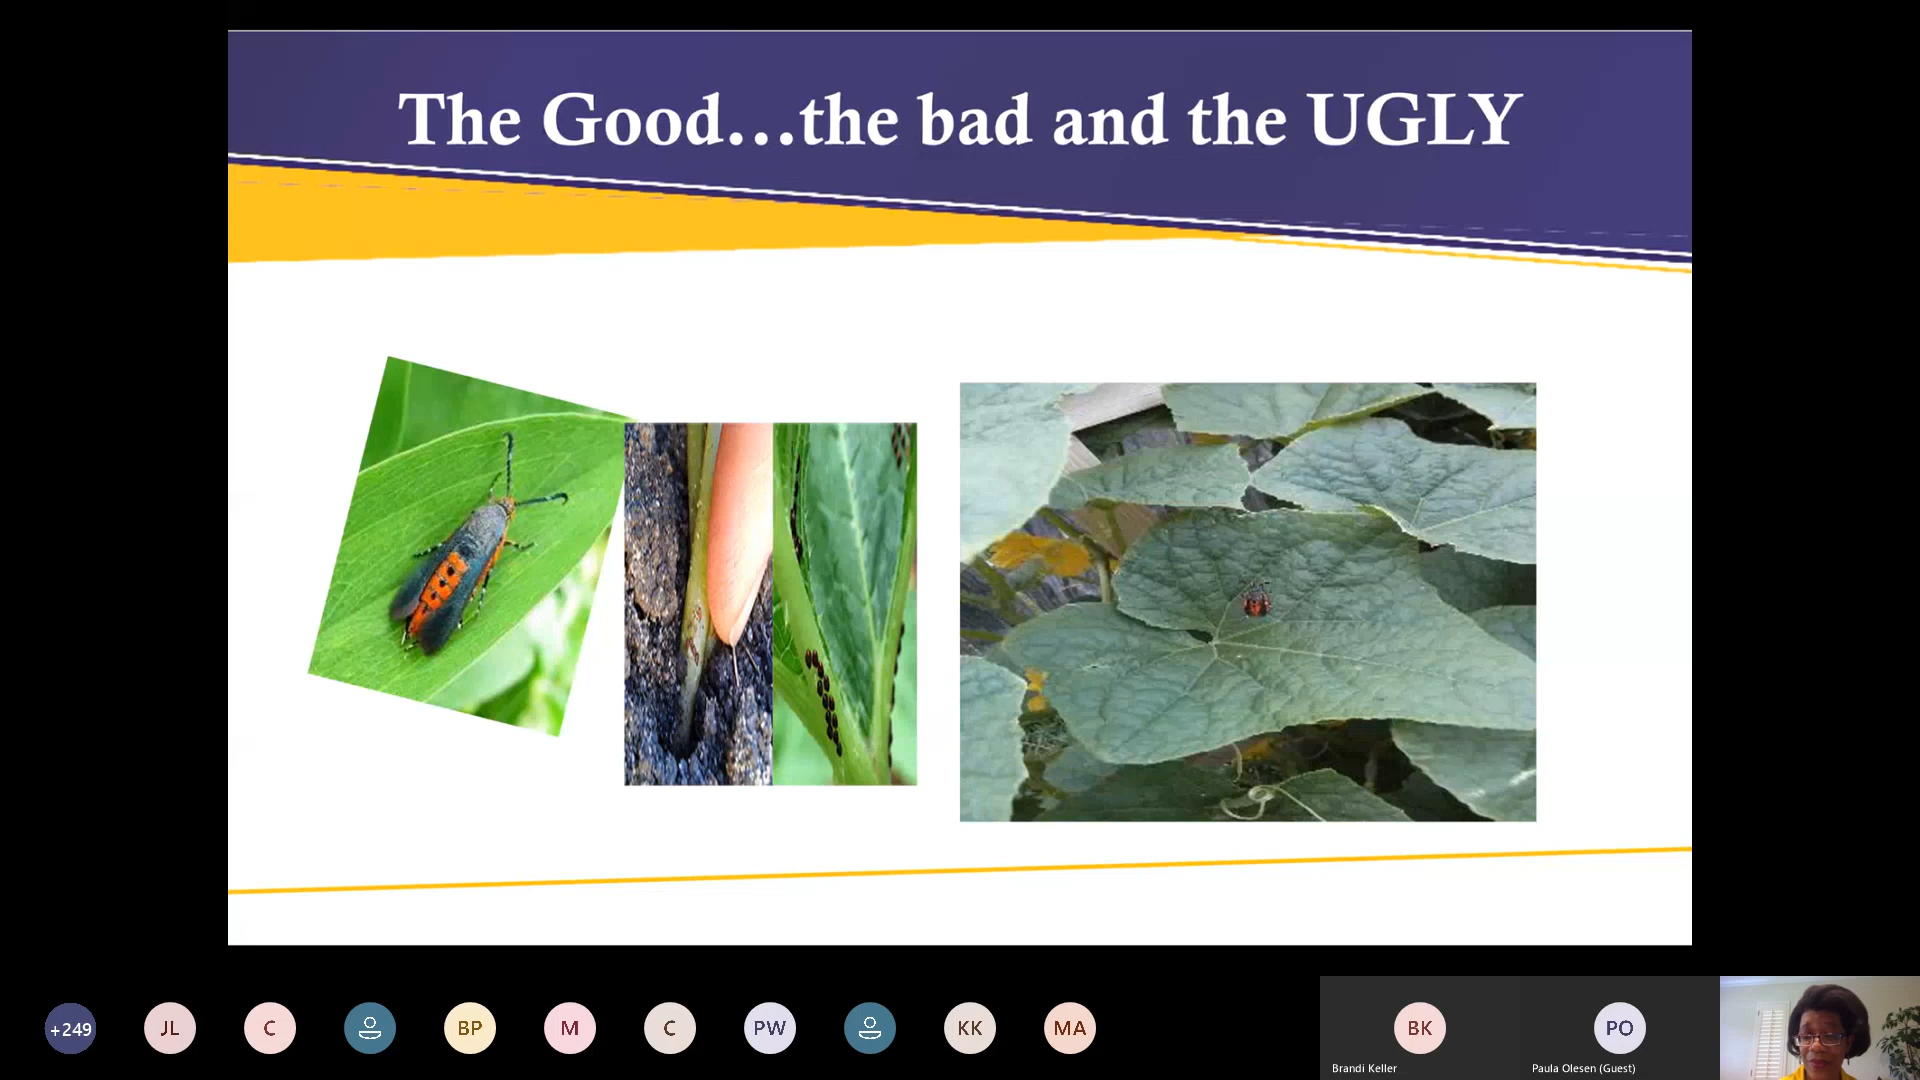 The Good...the bad and the UGLY
+249
JL
C
BP
M
C
PW
KK
MA
BK
PO
Brandi Keller
Paula Olesen (Guest)